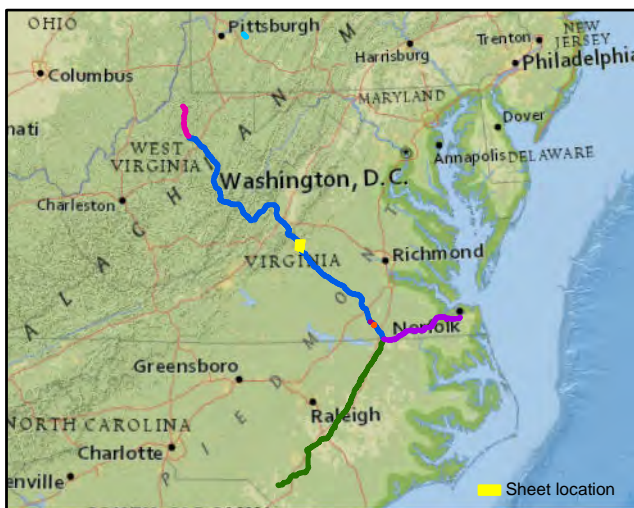 OHIO
Pittsburgh
NEW
JERSEY
Trenton
Harrisburg
Philadelphia
Columbus
MARYLAND
Dover
nati
WEST
VIRGINIA
Annapolis
DELAWARE
Washington, D.C.
Charleston
Richmond
VIRGINIA
Norfolk
Greensboro
Raleigh
NORTH CAROLINA
Charlotte
enville
A L A C H I A N M
P I E D M O N T
Sheet location